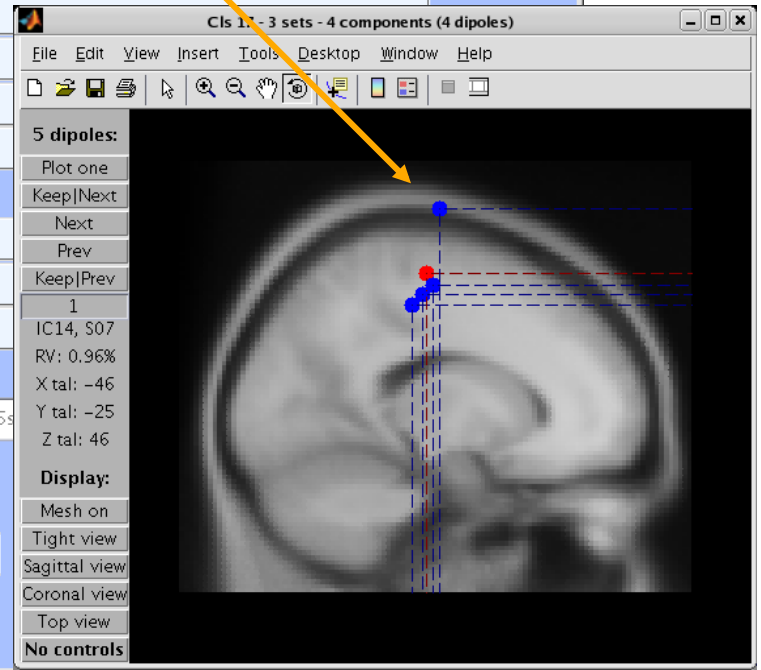 Cls 1 - 3 sets - 4 components (4 dipoles)
File Edit View Insert Tools Desktop Window Help
5 dipoles:
Plot one
Keep|Next
Next
Prev
Keep|Prev
1
IC14, S07
RV: 0.96%
X tal: -46
Y tal: -25
Z tal: 46
Display:
Mesh on
Tight view
Sagittal view
Coronal view
Top view
No controls